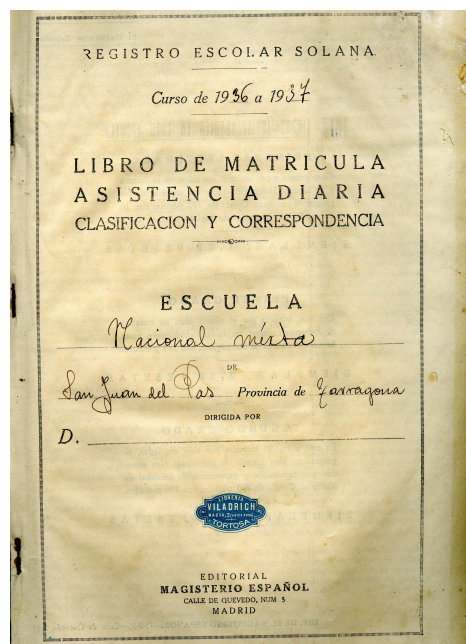 REGISTRO ESCOLAR SOLANA
Curso de 1936 a 1937
LIBRO DE MATRICULA
ASISTENCIA DIARIA
CLASIFICACION Y CORRESPONDENCIA
ESCUELA
Nacional mixta
DE
San Juan del Pas Provincia de Tarragona
DIRIGIDA POR
D.
LIBRERIA
VILADRICH
TORTOSA
EDITORIAL
MAGISTERIO ESPAÑOL
CALLE DE QUEVEDO, NUM. 5
MADRID